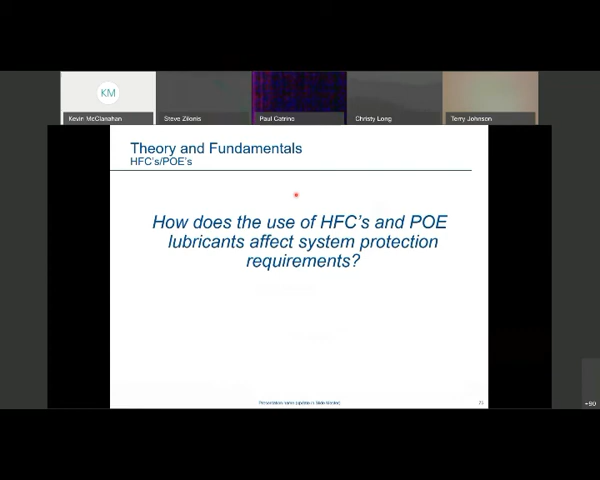 KM
Kevin McClanahan
Steve Zilonis
Paul Catrino
Christy Long
Terry Johnson
Theory and Fundamentals
HFC's/POE's
How does the use of HFC's and POE
lubricants affect system protection
requirements?
+90